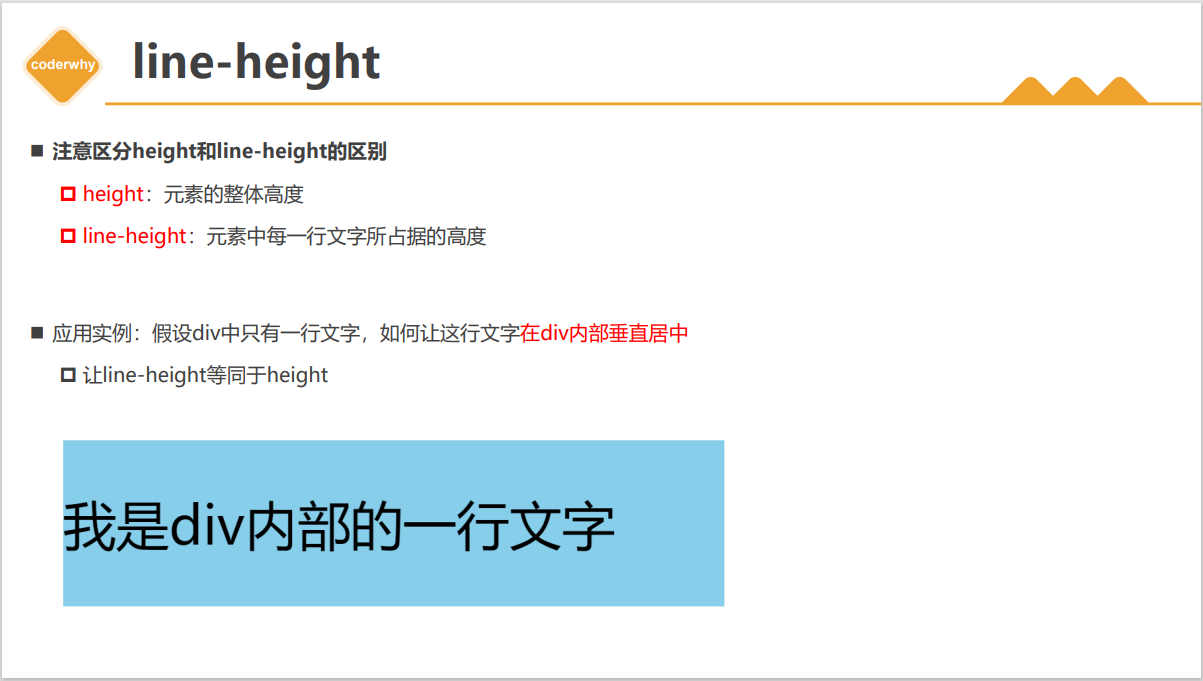 coderwhy
line-height
注意区分height和line-height的区别
height：元素的整体高度
line-height：元素中每一行文字所占据的高度
应用实例：假设div中只有一行文字，如何让这行文字在div内部垂直居中
让line-height等同于height
我是div内部的一行文字